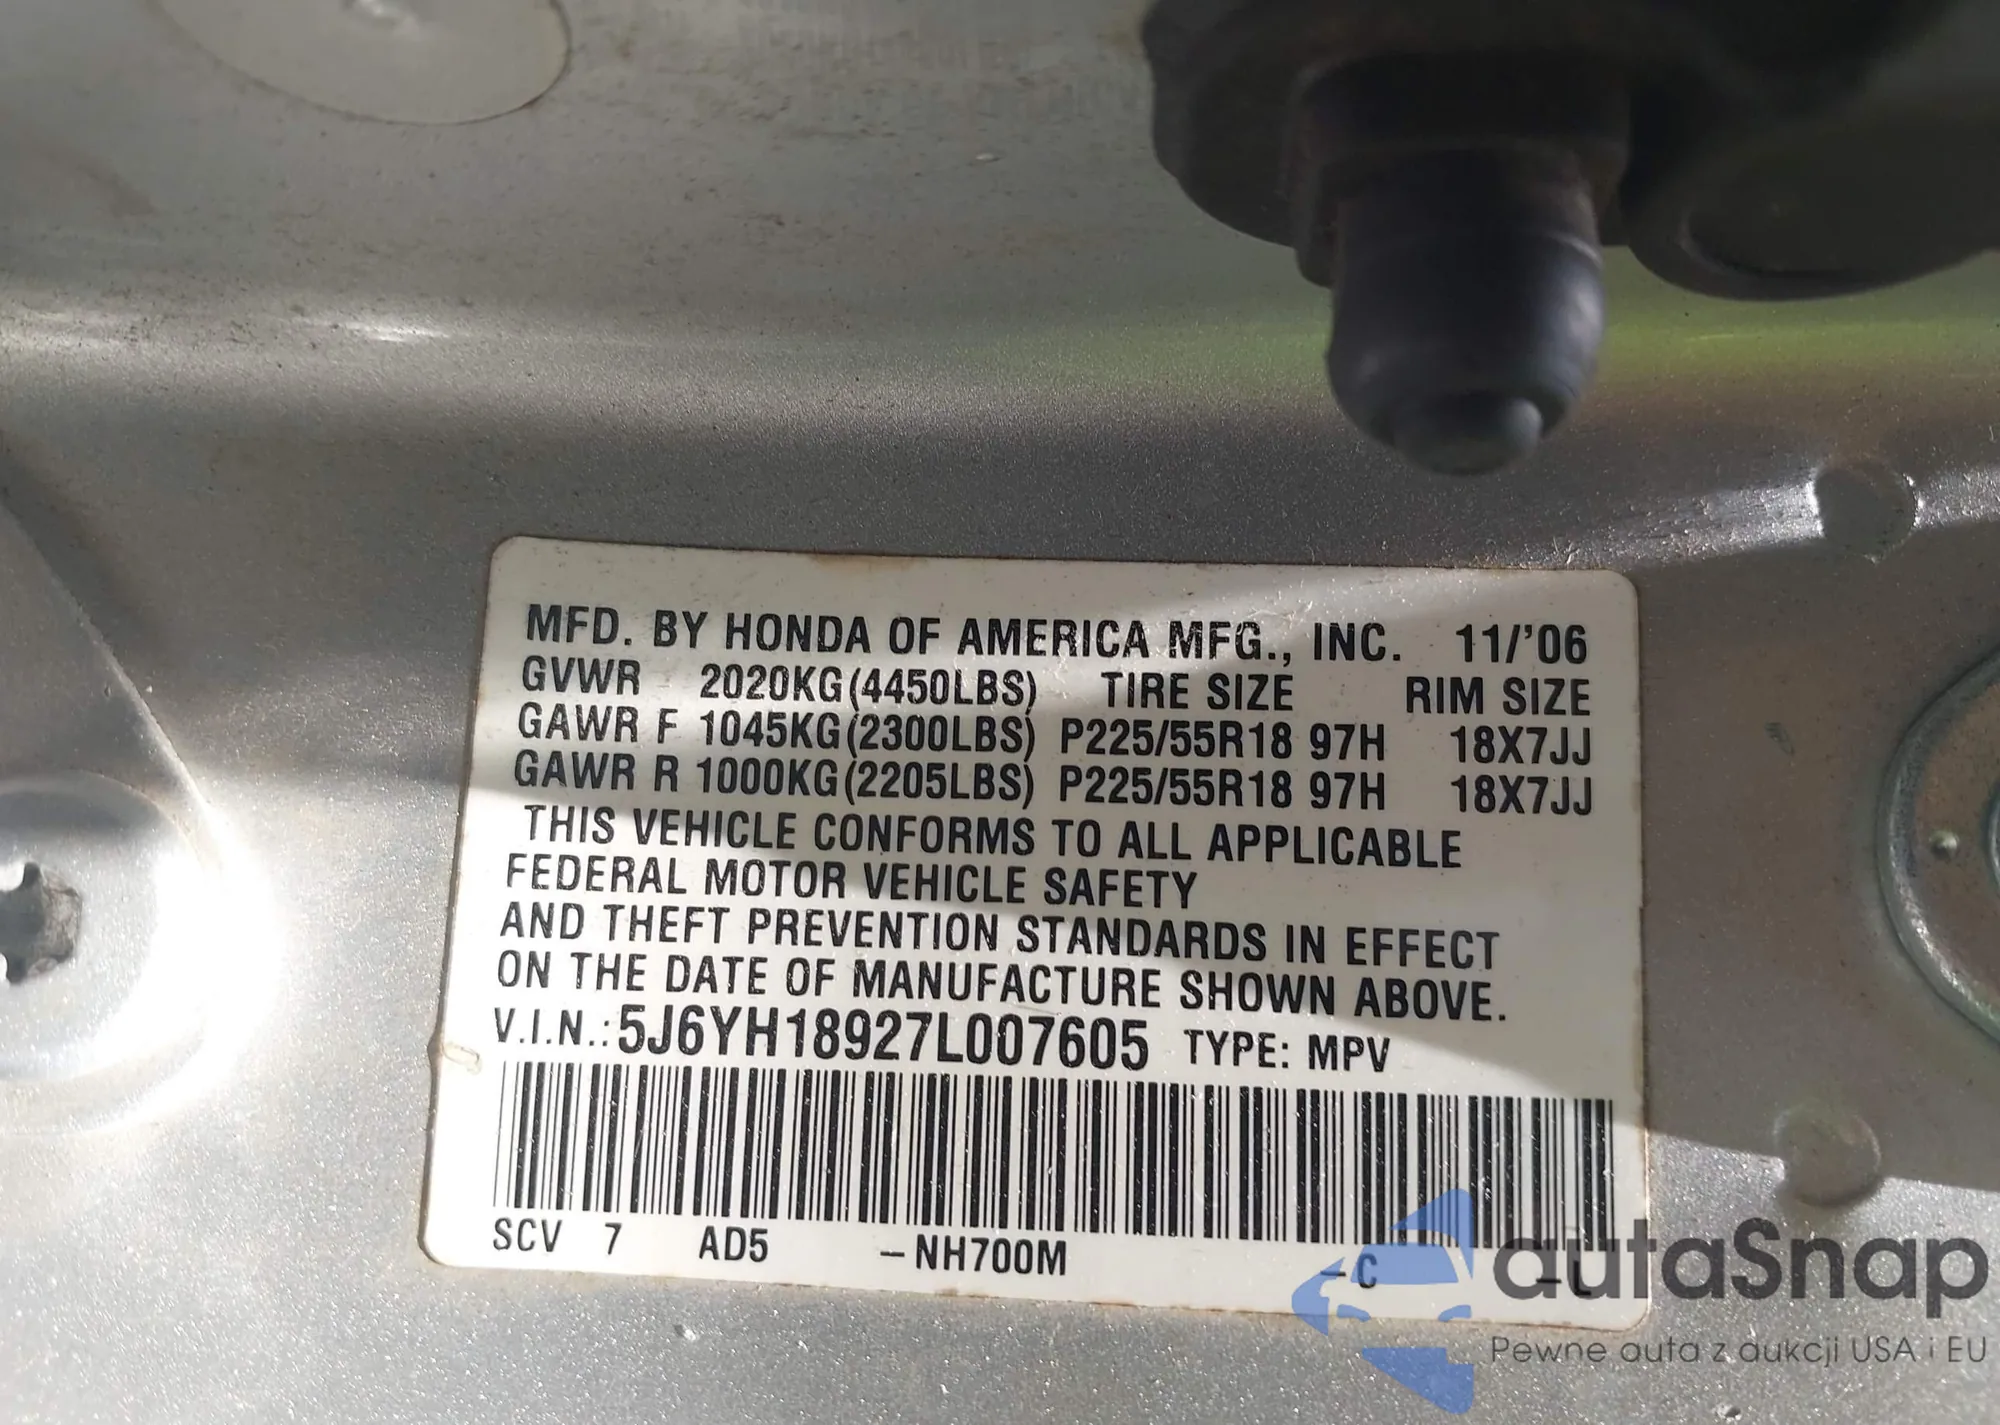 MFD. BY HONDA OF AMERICA MFG., INC. 11/'06
GVWR 2020KG(4450LBS) TIRE SIZE RIM SIZE
GAWR F 1045KG(2300LBS) P225/55R18 97H 18X7JJ
GAWR R 1000KG(2205LBS) P225/55R18 97H 18X7JJ
THIS VEHICLE CONFORMS TO ALL APPLICABLE
FEDERAL MOTOR VEHICLE SAFETY
AND THEFT PREVENTION STANDARDS IN EFFECT
ON THE DATE OF MANUFACTURE SHOWN ABOVE.
V.I.N.: 5J6YH18927L007605 TYPE: MPV
SCV 7 AD5 -NH700M -C -L
autaSnap
Pewne auta z aukcji USA i EU